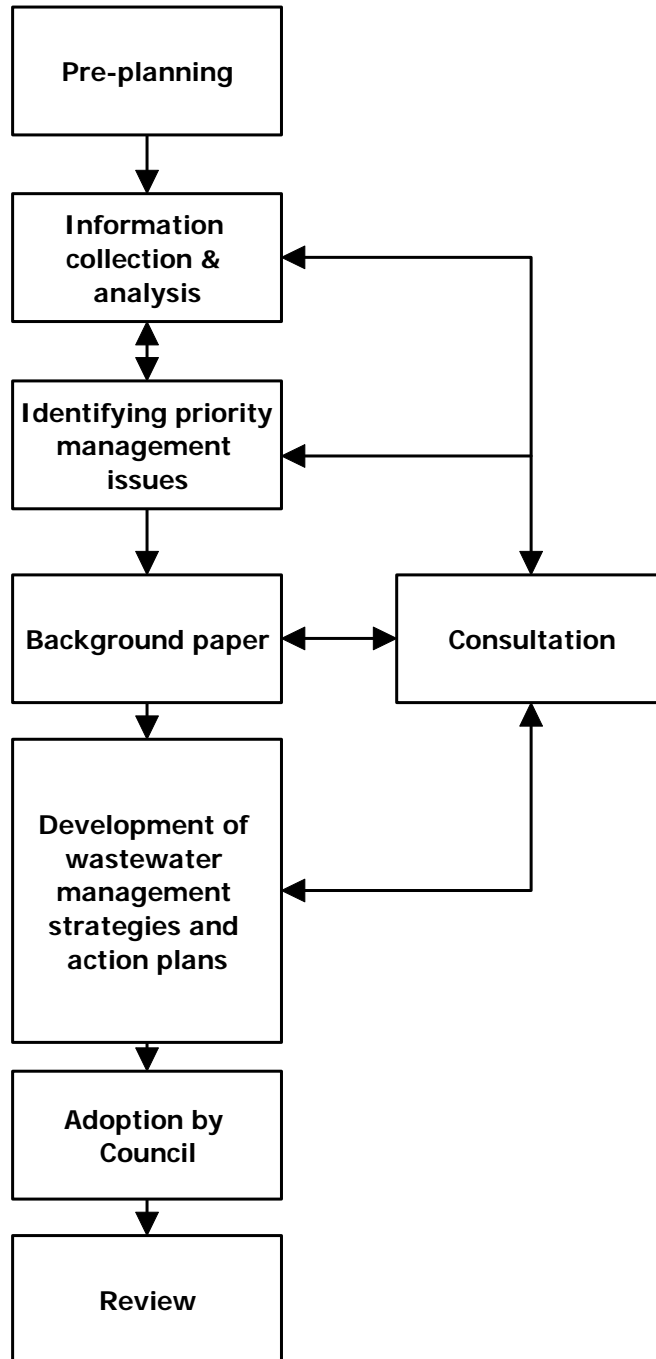 Pre-planning
Information
collection &
analysis
Identifying priority
management
issues
Background paper
Consultation
Development of
wastewater
management
strategies and
action plans
Adoption by
Council
Review